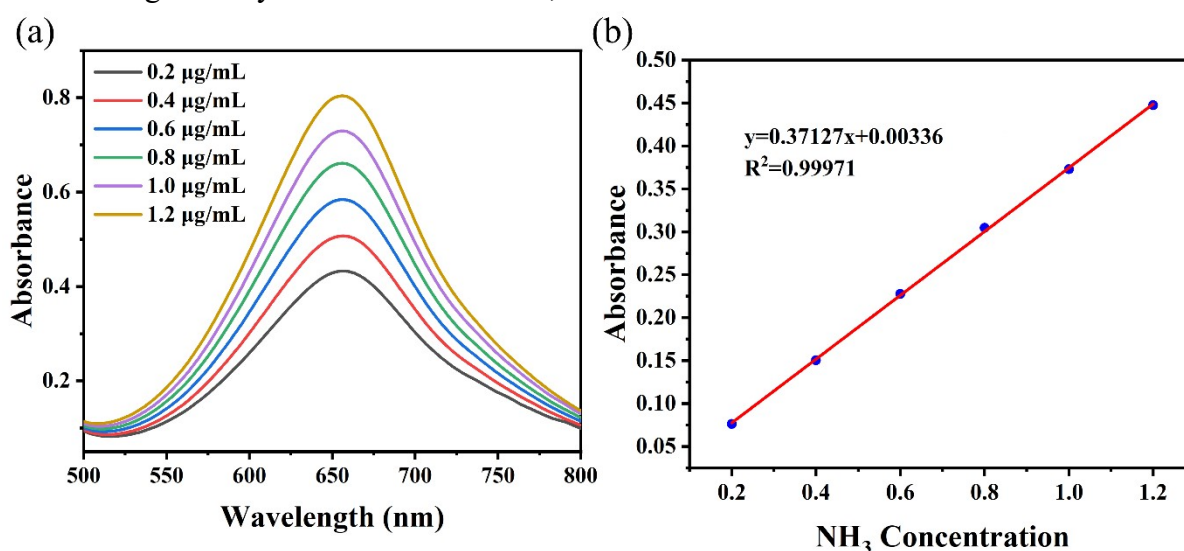 (a)
0.2 μg/mL
0.4 μg/mL
0.6 μg/mL
0.8 μg/mL
1.0 μg/mL
1.2 μg/mL
0.8
0.6
0.4
0.2
Absorbance
500 550 600 650 700 750 800
Wavelength (nm)
(b)
y=0.37127x+0.00336
R²=0.99971
0.50
0.45
0.40
0.35
0.30
0.25
0.20
0.15
0.10
0.05
Absorbance
0.2 0.4 0.6 0.8 1.0 1.2
NH₃ Concentration